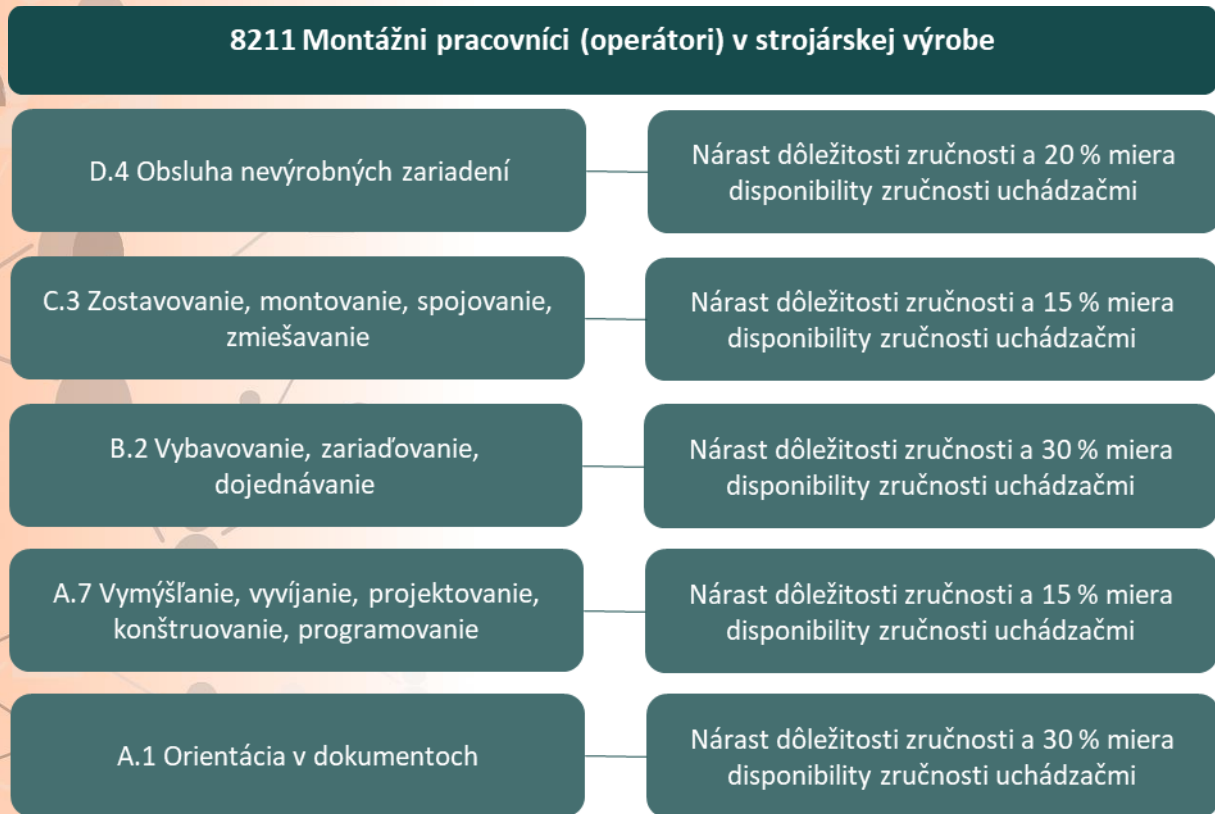 8211 Montážni pracovníci (operátori) v strojárskej výrobe
D.4 Obsluha nevýrobných zariadení
Nárast dôležitosti zručnosti a 20 % miera
disponibility zručnosti uchádzačmi
C.3 Zostavovanie, montovanie, spojovanie,
zmiešavanie
Nárast dôležitosti zručnosti a 15 % miera
disponibility zručnosti uchádzačmi
B.2 Vybavovanie, zariaďovanie,
dojednávanie
Nárast dôležitosti zručnosti a 30 % miera
disponibility zručnosti uchádzačmi
A.7 Vymýšľanie, vyvíjanie, projektovanie,
konštruovanie, programovanie
Nárast dôležitosti zručnosti a 15 % miera
disponibility zručnosti uchádzačmi
A.1 Orientácia v dokumentoch
Nárast dôležitosti zručnosti a 30 % miera
disponibility zručnosti uchádzačmi